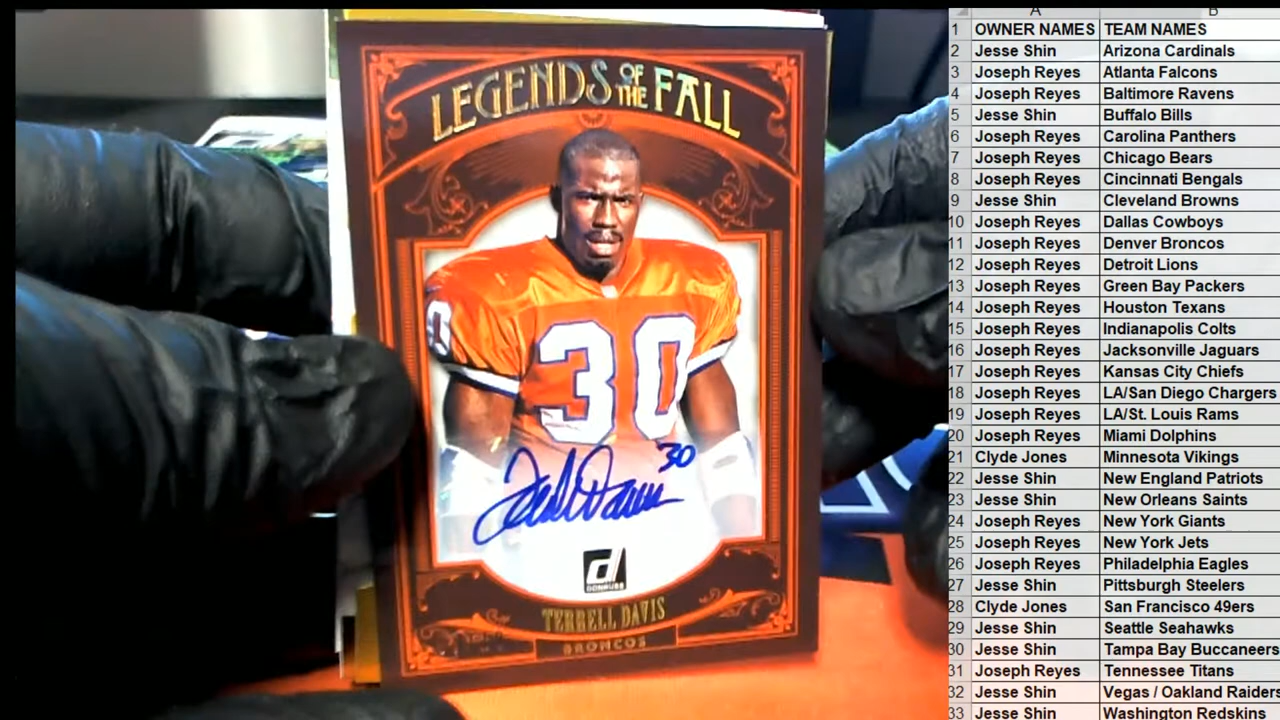 LEGENDS OF THE FALL
0
30
30
d
DONRUSS
TERRELL DAVIS
BRONCOS
A B
1 OWNER NAMES TEAM NAMES
2 Jesse Shin Arizona Cardinals
3 Joseph Reyes Atlanta Falcons
4 Joseph Reyes Baltimore Ravens
5 Jesse Shin Buffalo Bills
6 Joseph Reyes Carolina Panthers
7 Joseph Reyes Chicago Bears
8 Joseph Reyes Cincinnati Bengals
9 Jesse Shin Cleveland Browns
10 Joseph Reyes Dallas Cowboys
11 Joseph Reyes Denver Broncos
12 Joseph Reyes Detroit Lions
13 Joseph Reyes Green Bay Packers
14 Joseph Reyes Houston Texans
15 Joseph Reyes Indianapolis Colts
16 Joseph Reyes Jacksonville Jaguars
17 Joseph Reyes Kansas City Chiefs
18 Joseph Reyes LA/San Diego Chargers
19 Joseph Reyes LA/St. Louis Rams
20 Joseph Reyes Miami Dolphins
21 Clyde Jones Minnesota Vikings
22 Jesse Shin New England Patriots
23 Jesse Shin New Orleans Saints
24 Joseph Reyes New York Giants
25 Joseph Reyes New York Jets
26 Joseph Reyes Philadelphia Eagles
27 Jesse Shin Pittsburgh Steelers
28 Clyde Jones San Francisco 49ers
29 Jesse Shin Seattle Seahawks
30 Jesse Shin Tampa Bay Buccaneers
31 Joseph Reyes Tennessee Titans
32 Jesse Shin Vegas / Oakland Raiders
33 Jesse Shin Washington Redskins